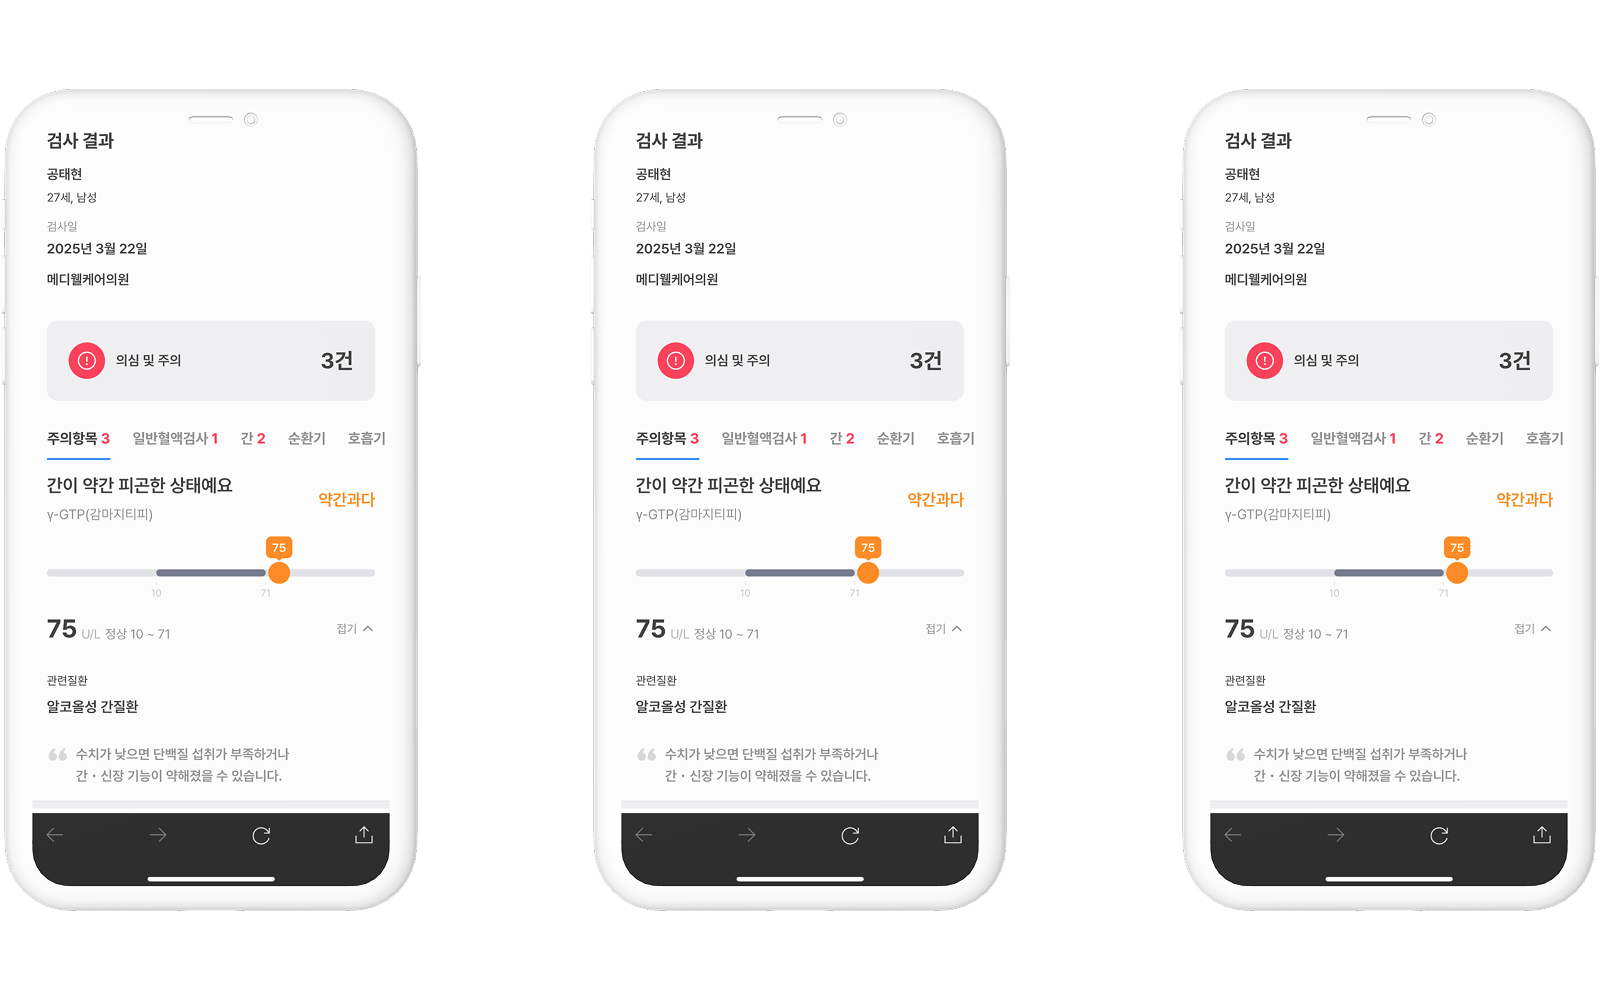 검사 결과
공태현
27세, 남성
검사일
2025년 3월 22일
메디웰케어의원
의심 및 주의 3건
주의항목 3 일반혈액검사 1 간 2 순환기 호흡기
간이 약간 피곤한 상태예요
약간과다
γ-GTP(감마지티피)
75
10 71
75 U/L 정상 10 ~ 71 접기
관련질환
알코올성 간질환
수치가 낮으면 단백질 섭취가 부족하거나
간・신장 기능이 약해졌을 수 있습니다.
검사 결과
공태현
27세, 남성
검사일
2025년 3월 22일
메디웰케어의원
의심 및 주의 3건
주의항목 3 일반혈액검사 1 간 2 순환기 호흡기
간이 약간 피곤한 상태예요
약간과다
γ-GTP(감마지티피)
75
10 71
75 U/L 정상 10 ~ 71 접기
관련질환
알코올성 간질환
수치가 낮으면 단백질 섭취가 부족하거나
간・신장 기능이 약해졌을 수 있습니다.
검사 결과
공태현
27세, 남성
검사일
2025년 3월 22일
메디웰케어의원
의심 및 주의 3건
주의항목 3 일반혈액검사 1 간 2 순환기 호흡기
간이 약간 피곤한 상태예요
약간과다
γ-GTP(감마지티피)
75
10 71
75 U/L 정상 10 ~ 71 접기
관련질환
알코올성 간질환
수치가 낮으면 단백질 섭취가 부족하거나
간・신장 기능이 약해졌을 수 있습니다.